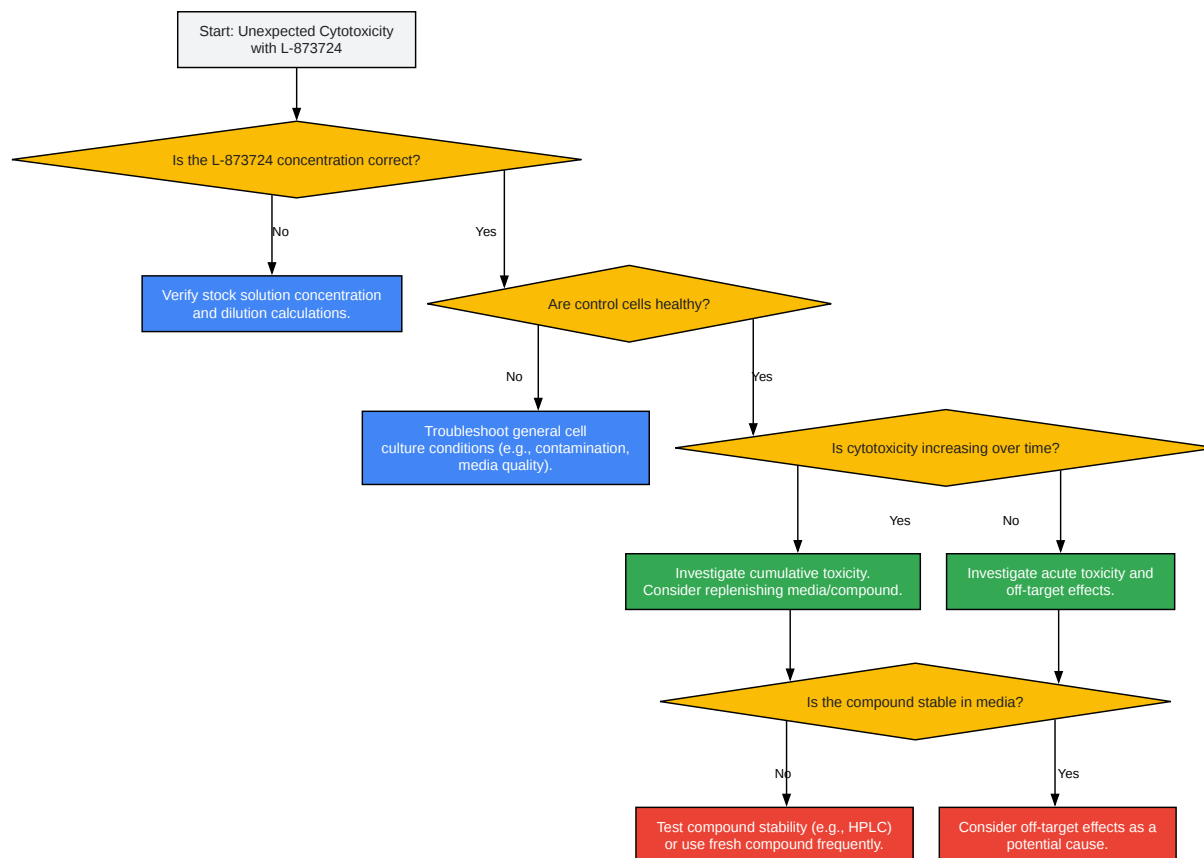 Start: Unexpected Cytotoxicity
with L-873724
Is the L-873724 concentration correct?
No
Yes
Verify stock solution concentration
and dilution calculations.
Are control cells healthy?
No
Yes
Troubleshoot general cell
culture conditions (e.g., contamination,
media quality).
Is cytotoxicity increasing over time?
Yes
No
Investigate cumulative toxicity.
Consider replenishing media/compound.
Investigate acute toxicity and
off-target effects.
Is the compound stable in media?
No
Yes
Test compound stability (e.g., HPLC)
or use fresh compound frequently.
Consider off-target effects as a
potential cause.